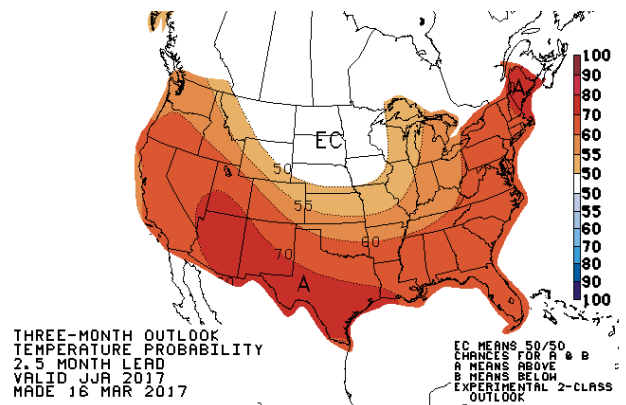 A
100
90
80
70
60
55
50
50
55
60
70
80
90
100
EC
50
55
60
70
A
THREE-MONTH OUTLOOK
TEMPERATURE PROBABILITY
2.5 MONTH LEAD
VALID JJA 2017
MADE 16 MAR 2017
EC MEANS 50/50
CHANCES FOR A & B
A MEANS ABOVE
B MEANS BELOW
EXPERIMENTAL 2-CLASS
OUTLOOK